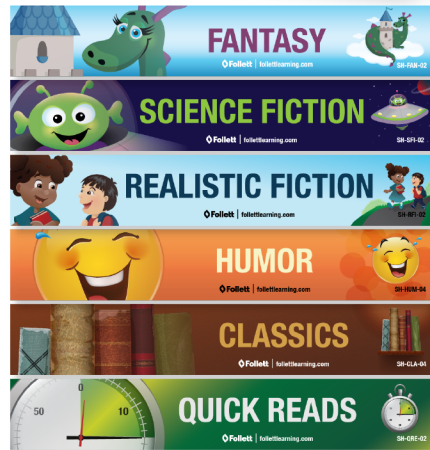 FANTASY
Follett | follettlearning.com
SH-FAN-02
SCIENCE FICTION
Follett | follettlearning.com
SH-SFI-02
REALISTIC FICTION
Follett | follettlearning.com
SH-RFI-02
HUMOR
Follett | follettlearning.com
SH-HUM-04
CLASSICS
Follett | follettlearning.com
SH-CLA-04
50 0 10
QUICK READS
Follett | follettlearning.com
SH-QRE-02